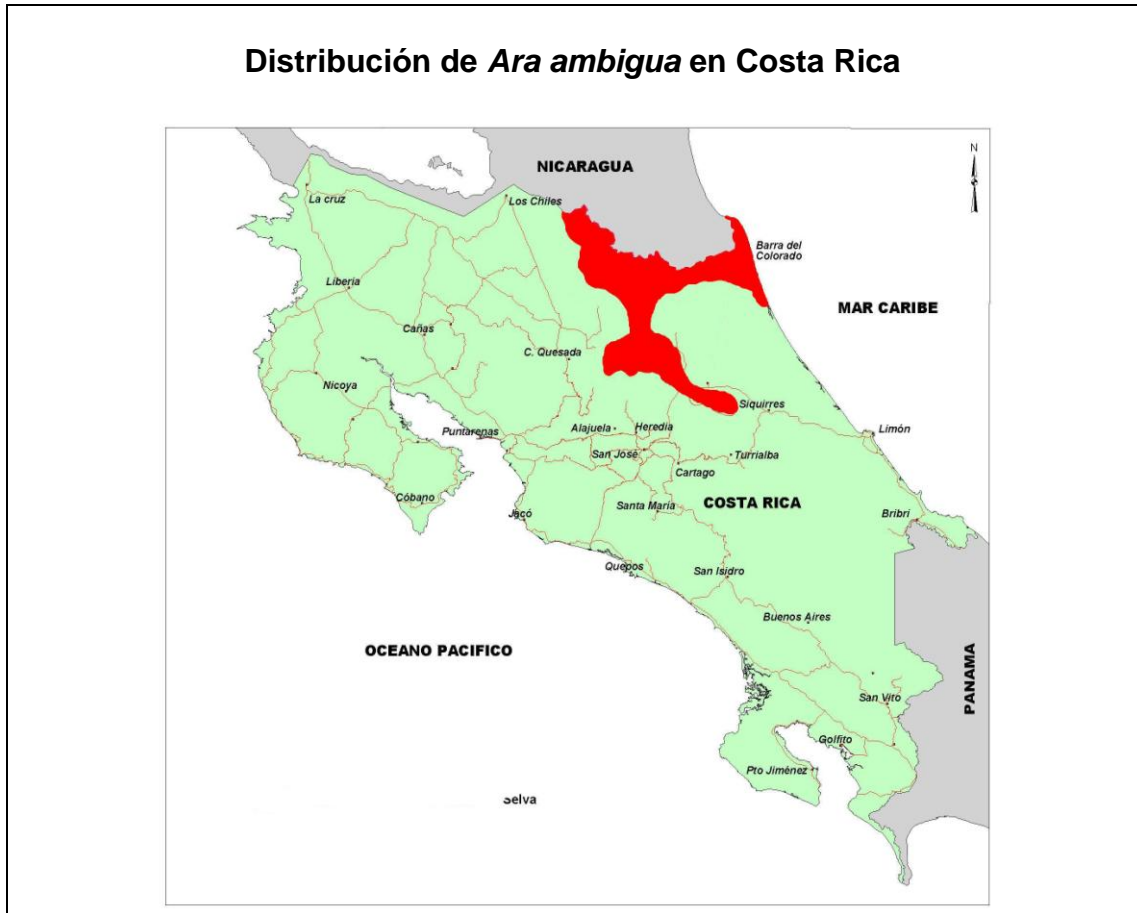 Distribución de Ara ambigua en Costa Rica
NICARAGUA
N
La cruz
Los Chiles
Barra del
Colorado
Liberia
MAR CARIBE
Cañas
C. Quesada
Nicoya
Siquirres
Puntarenas
Alajuela
Heredia
Limón
San José
Turrialba
Cartago
Cóbano
Santa María
COSTA RICA
Jacó
Bribri
Quepos
San Isidro
Buenos Aires
OCEANO PACIFICO
PANAMA
San Vito
Golfito
Pto Jiménez
selva